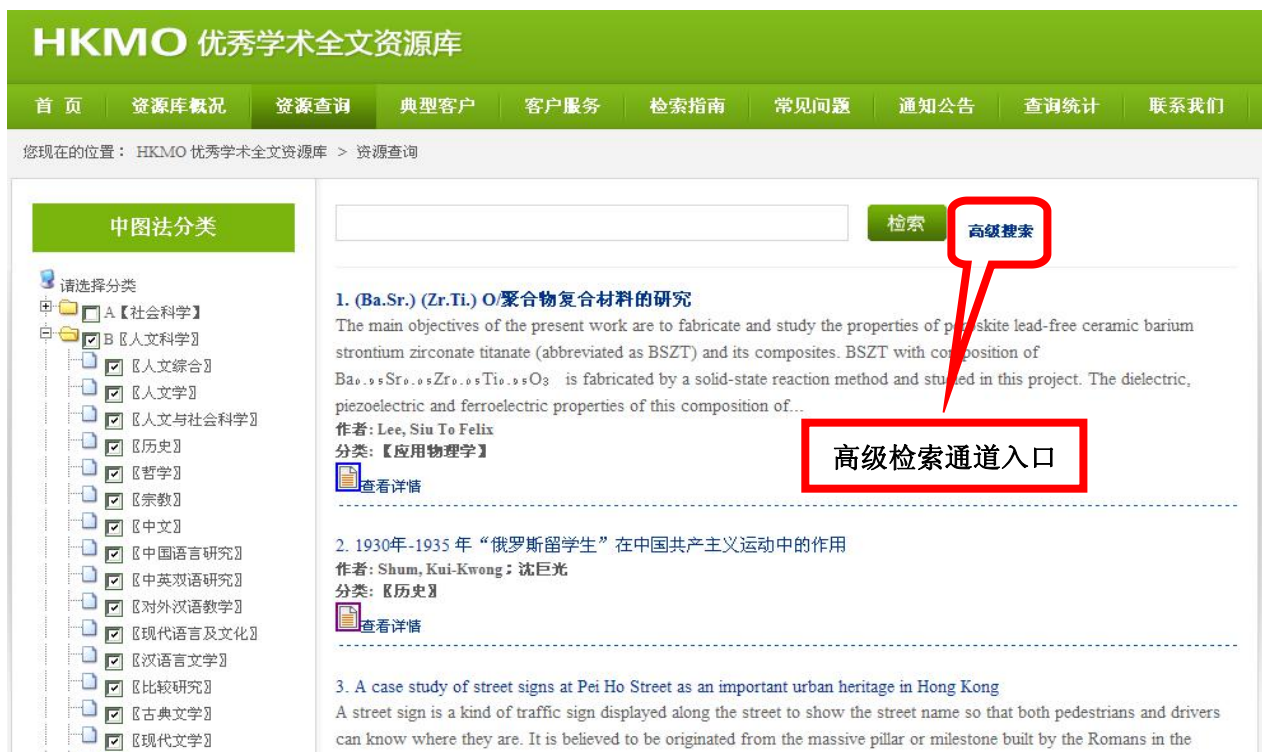 HKMO 优秀学术全文资源库
首 页 资源库概况 资源查询 典型客户 客户服务 检索指南 常见问题 通知公告 查询统计 联系我们
您现在的位置： HKMO 优秀学术全文资源库 > 资源查询
中图法分类
检索 高级搜索
请选择分类
A【社会科学】
B〖人文科学〗
〖人文综合〗
〖人文学〗
〖人文与社会科学〗
〖历史〗
〖哲学〗
〖宗教〗
〖中文〗
〖中国语言研究〗
〖中英双语研究〗
〖对外汉语教学〗
〖现代语言及文化〗
〖汉语言文学〗
〖比较研究〗
〖古典文学〗
〖现代文学〗
1. (Ba.Sr.) (Zr.Ti.) O/聚合物复合材料的研究
The main objectives of the present work are to fabricate and study the properties of perovskite lead-free ceramic barium
strontium zirconate titanate (abbreviated as BSZT) and its composites. BSZT with composition of
Ba₀.₉₅Sr₀.₀₅Zr₀.₀₅Ti₀.₉₅O₃ is fabricated by a solid-state reaction method and studied in this project. The dielectric,
piezoelectric and ferroelectric properties of this composition of...
作者: Lee, Siu To Felix
分类:【应用物理学】
查看详情
高级检索通道入口
2. 1930年-1935 年“俄罗斯留学生”在中国共产主义运动中的作用
作者: Shum, Kui-Kwong；沈巨光
分类:〖历史〗
查看详情
3. A case study of street signs at Pei Ho Street as an important urban heritage in Hong Kong
A street sign is a kind of traffic sign displayed along the street to show the street name so that both pedestrians and drivers
can know where they are. It is believed to be originated from the massive pillar or milestone built by the Romans in the